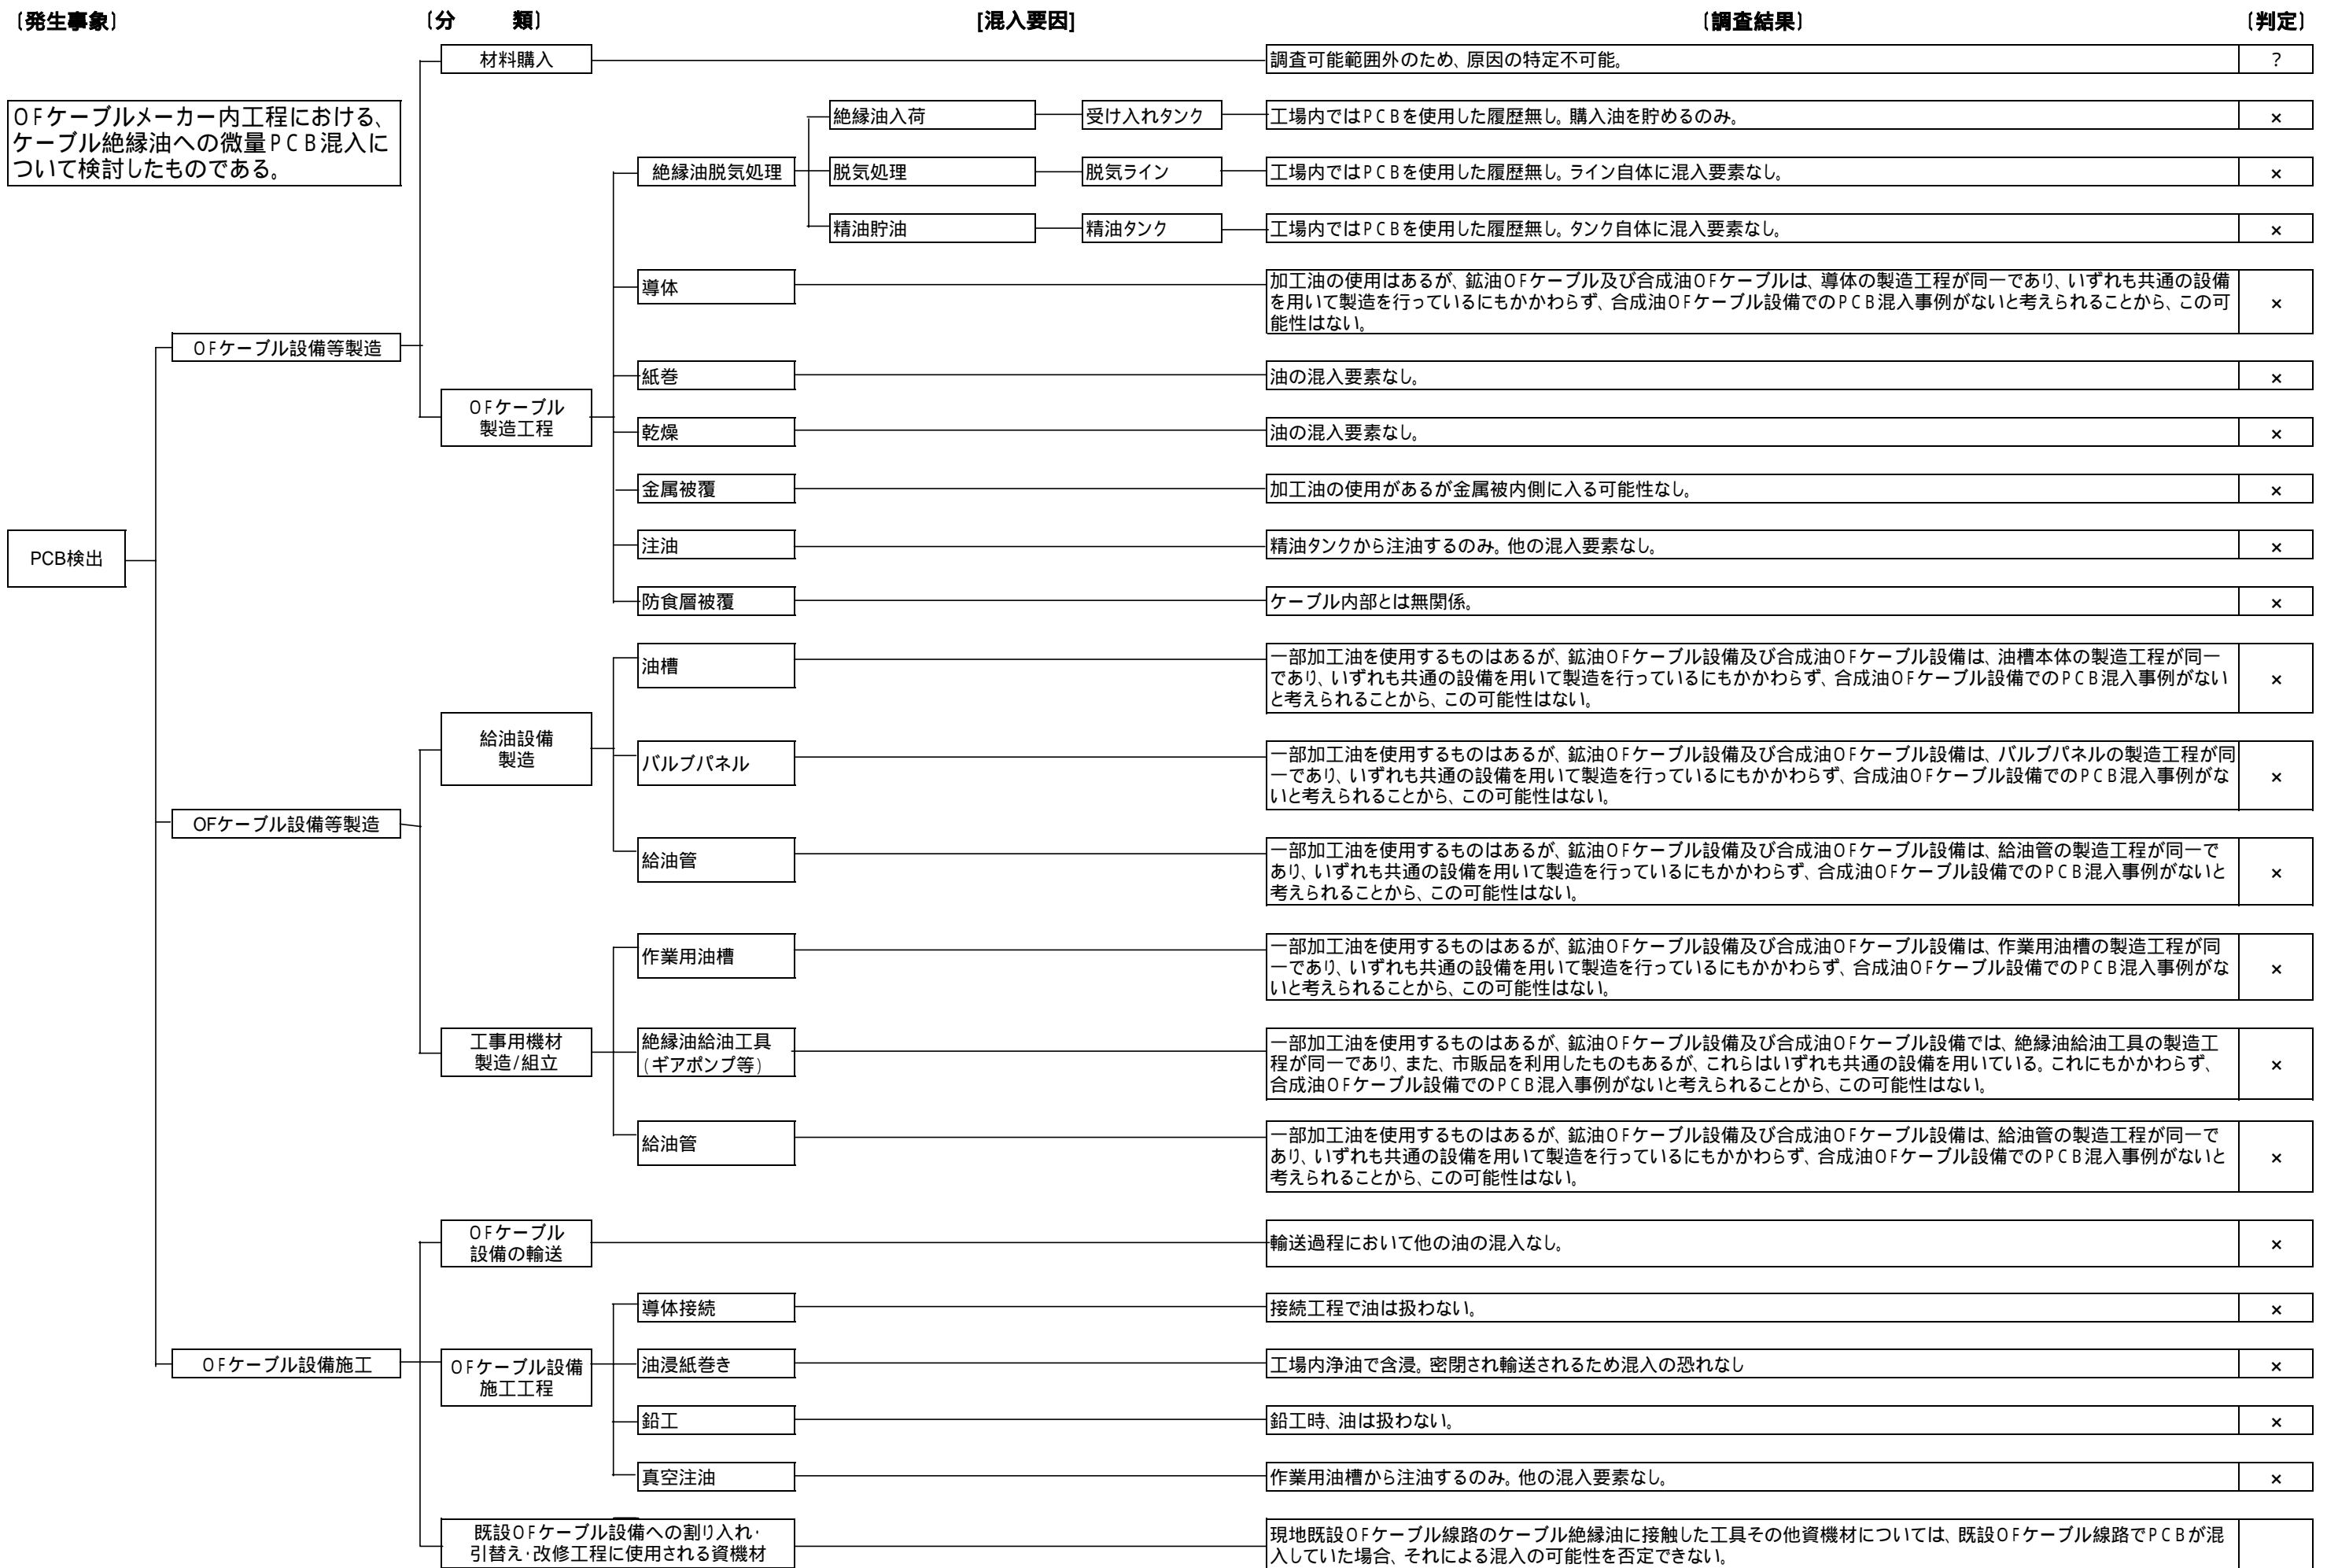 〔発生事象〕 〔分　　類〕 [混入要因] 〔調査結果〕 〔判定〕
材料購入 調査可能範囲外のため、原因の特定不可能。 ?
OFケーブルメーカー内工程における、
ケーブル絶縁油への微量PCB混入に
ついて検討したものである。
絶縁油入荷 受け入れタンク 工場内ではPCBを使用した履歴無し。購入油を貯めるのみ。 ×
絶縁油脱気処理 脱気処理 脱気ライン 工場内ではPCBを使用した履歴無し。ライン自体に混入要素なし。 ×
精油貯油 精油タンク 工場内ではPCBを使用した履歴無し。タンク自体に混入要素なし。 ×
導体
加工油の使用はあるが、鉱油OFケーブル及び合成油OFケーブルは、導体の製造工程が同一であり、いずれも共通の設備
を用いて製造を行っているにもかかわらず、合成油OFケーブル設備でのPCB混入事例がないと考えられることから、この可
能性はない。
×
OFケーブル設備等製造
紙巻 油の混入要素なし。 ×
OFケーブル
製造工程
乾燥 油の混入要素なし。 ×
金属被覆 加工油の使用があるが金属被内側に入る可能性なし。 ×
注油 精油タンクから注油するのみ。他の混入要素なし。 ×
PCB検出
防食層被覆 ケーブル内部とは無関係。 ×
油槽
一部加工油を使用するものはあるが、鉱油OFケーブル設備及び合成油OFケーブル設備は、油槽本体の製造工程が同一
であり、いずれも共通の設備を用いて製造を行っているにもかかわらず、合成油OFケーブル設備でのPCB混入事例がない
と考えられることから、この可能性はない。
×
給油設備
製造
バルブパネル
一部加工油を使用するものはあるが、鉱油OFケーブル設備及び合成油OFケーブル設備は、バルブパネルの製造工程が同
一であり、いずれも共通の設備を用いて製造を行っているにもかかわらず、合成油OFケーブル設備でのPCB混入事例がな
いと考えられることから、この可能性はない。
×
OFケーブル設備等製造
給油管
一部加工油を使用するものはあるが、鉱油OFケーブル設備及び合成油OFケーブル設備は、給油管の製造工程が同一で
あり、いずれも共通の設備を用いて製造を行っているにもかかわらず、合成油OFケーブル設備でのPCB混入事例がないと
考えられることから、この可能性はない。
×
作業用油槽
一部加工油を使用するものはあるが、鉱油OFケーブル設備及び合成油OFケーブル設備は、作業用油槽の製造工程が同
一であり、いずれも共通の設備を用いて製造を行っているにもかかわらず、合成油OFケーブル設備でのPCB混入事例がな
いと考えられることから、この可能性はない。
×
工事用機材
製造/組立
絶縁油給油工具
(ギアポンプ等)
一部加工油を使用するものはあるが、鉱油OFケーブル設備及び合成油OFケーブル設備では、絶縁油給油工具の製造工
程が同一であり、また、市販品を利用したものもあるが、これらはいずれも共通の設備を用いている。これにもかかわらず、
合成油OFケーブル設備でのPCB混入事例がないと考えられることから、この可能性はない。
×
給油管
一部加工油を使用するものはあるが、鉱油OFケーブル設備及び合成油OFケーブル設備は、給油管の製造工程が同一で
あり、いずれも共通の設備を用いて製造を行っているにもかかわらず、合成油OFケーブル設備でのPCB混入事例がないと
考えられることから、この可能性はない。
×
OFケーブル
設備の輸送
輸送過程において他の油の混入なし。 ×
導体接続 接続工程で油は扱わない。 ×
OFケーブル設備施工
OFケーブル設備
施工工程
油浸紙巻き 工場内浄油で含浸。密閉され輸送されるため混入の恐れなし ×
鉛工 鉛工時、油は扱わない。 ×
真空注油 作業用油槽から注油するのみ。他の混入要素なし。 ×
既設OFケーブル設備への割り入れ・
引替え・改修工程に使用される資機材
現地既設OFケーブル線路のケーブル絶縁油に接触した工具その他資機材については、既設OFケーブル線路でPCBが混
入していた場合、それによる混入の可能性を否定できない。